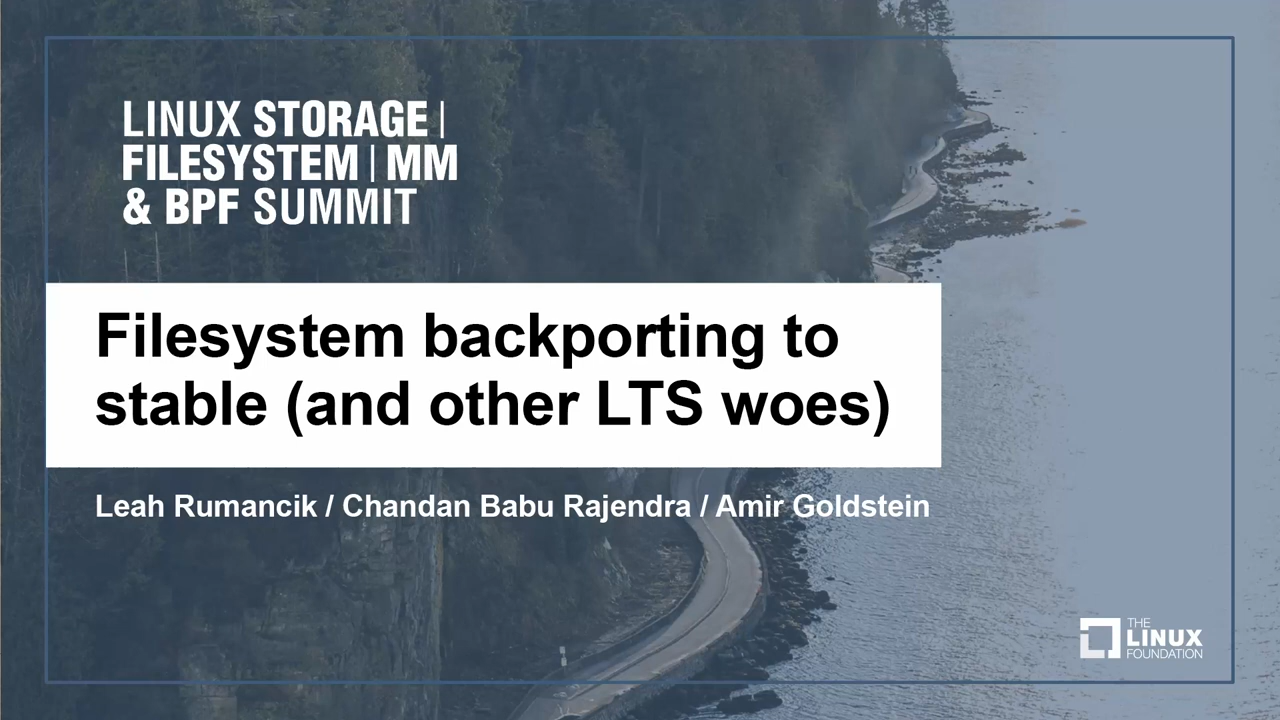 LINUX STORAGE |
FILESYSTEM | MM
& BPF SUMMIT
Filesystem backporting to
stable (and other LTS woes)
Leah Rumancik / Chandan Babu Rajendra / Amir Goldstein
THE
LINUX
FOUNDATION